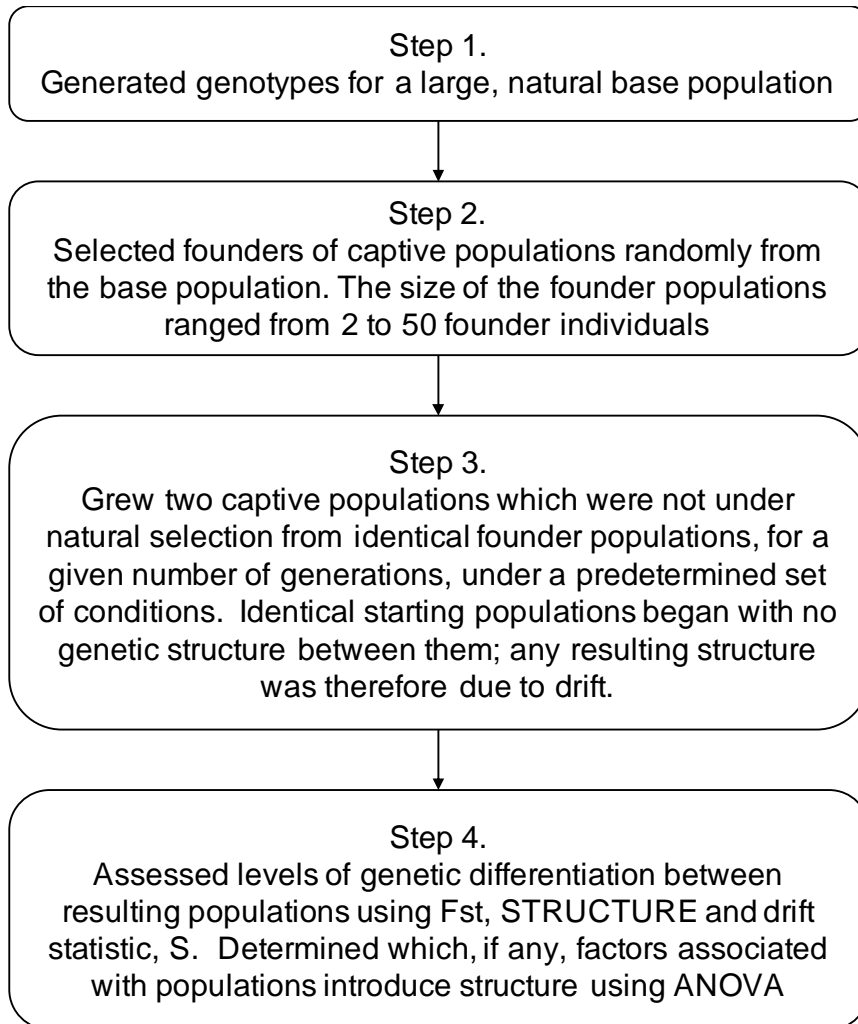 Step 1.
Generated genotypes for a large, natural base population
Step 2.
Selected founders of captive populations randomly from
the base population. The size of the founder populations
ranged from 2 to 50 founder individuals
Step 3.
Grew two captive populations which were not under
natural selection from identical founder populations, for a
given number of generations, under a predetermined set
of conditions.  Identical starting populations began with no
genetic structure between them; any resulting structure
was therefore due to drift.
Step 4.
Assessed levels of genetic differentiation between
resulting populations using Fst, STRUCTURE and drift
statistic, S.  Determined which, if any, factors associated
with populations introduce structure using ANOVA